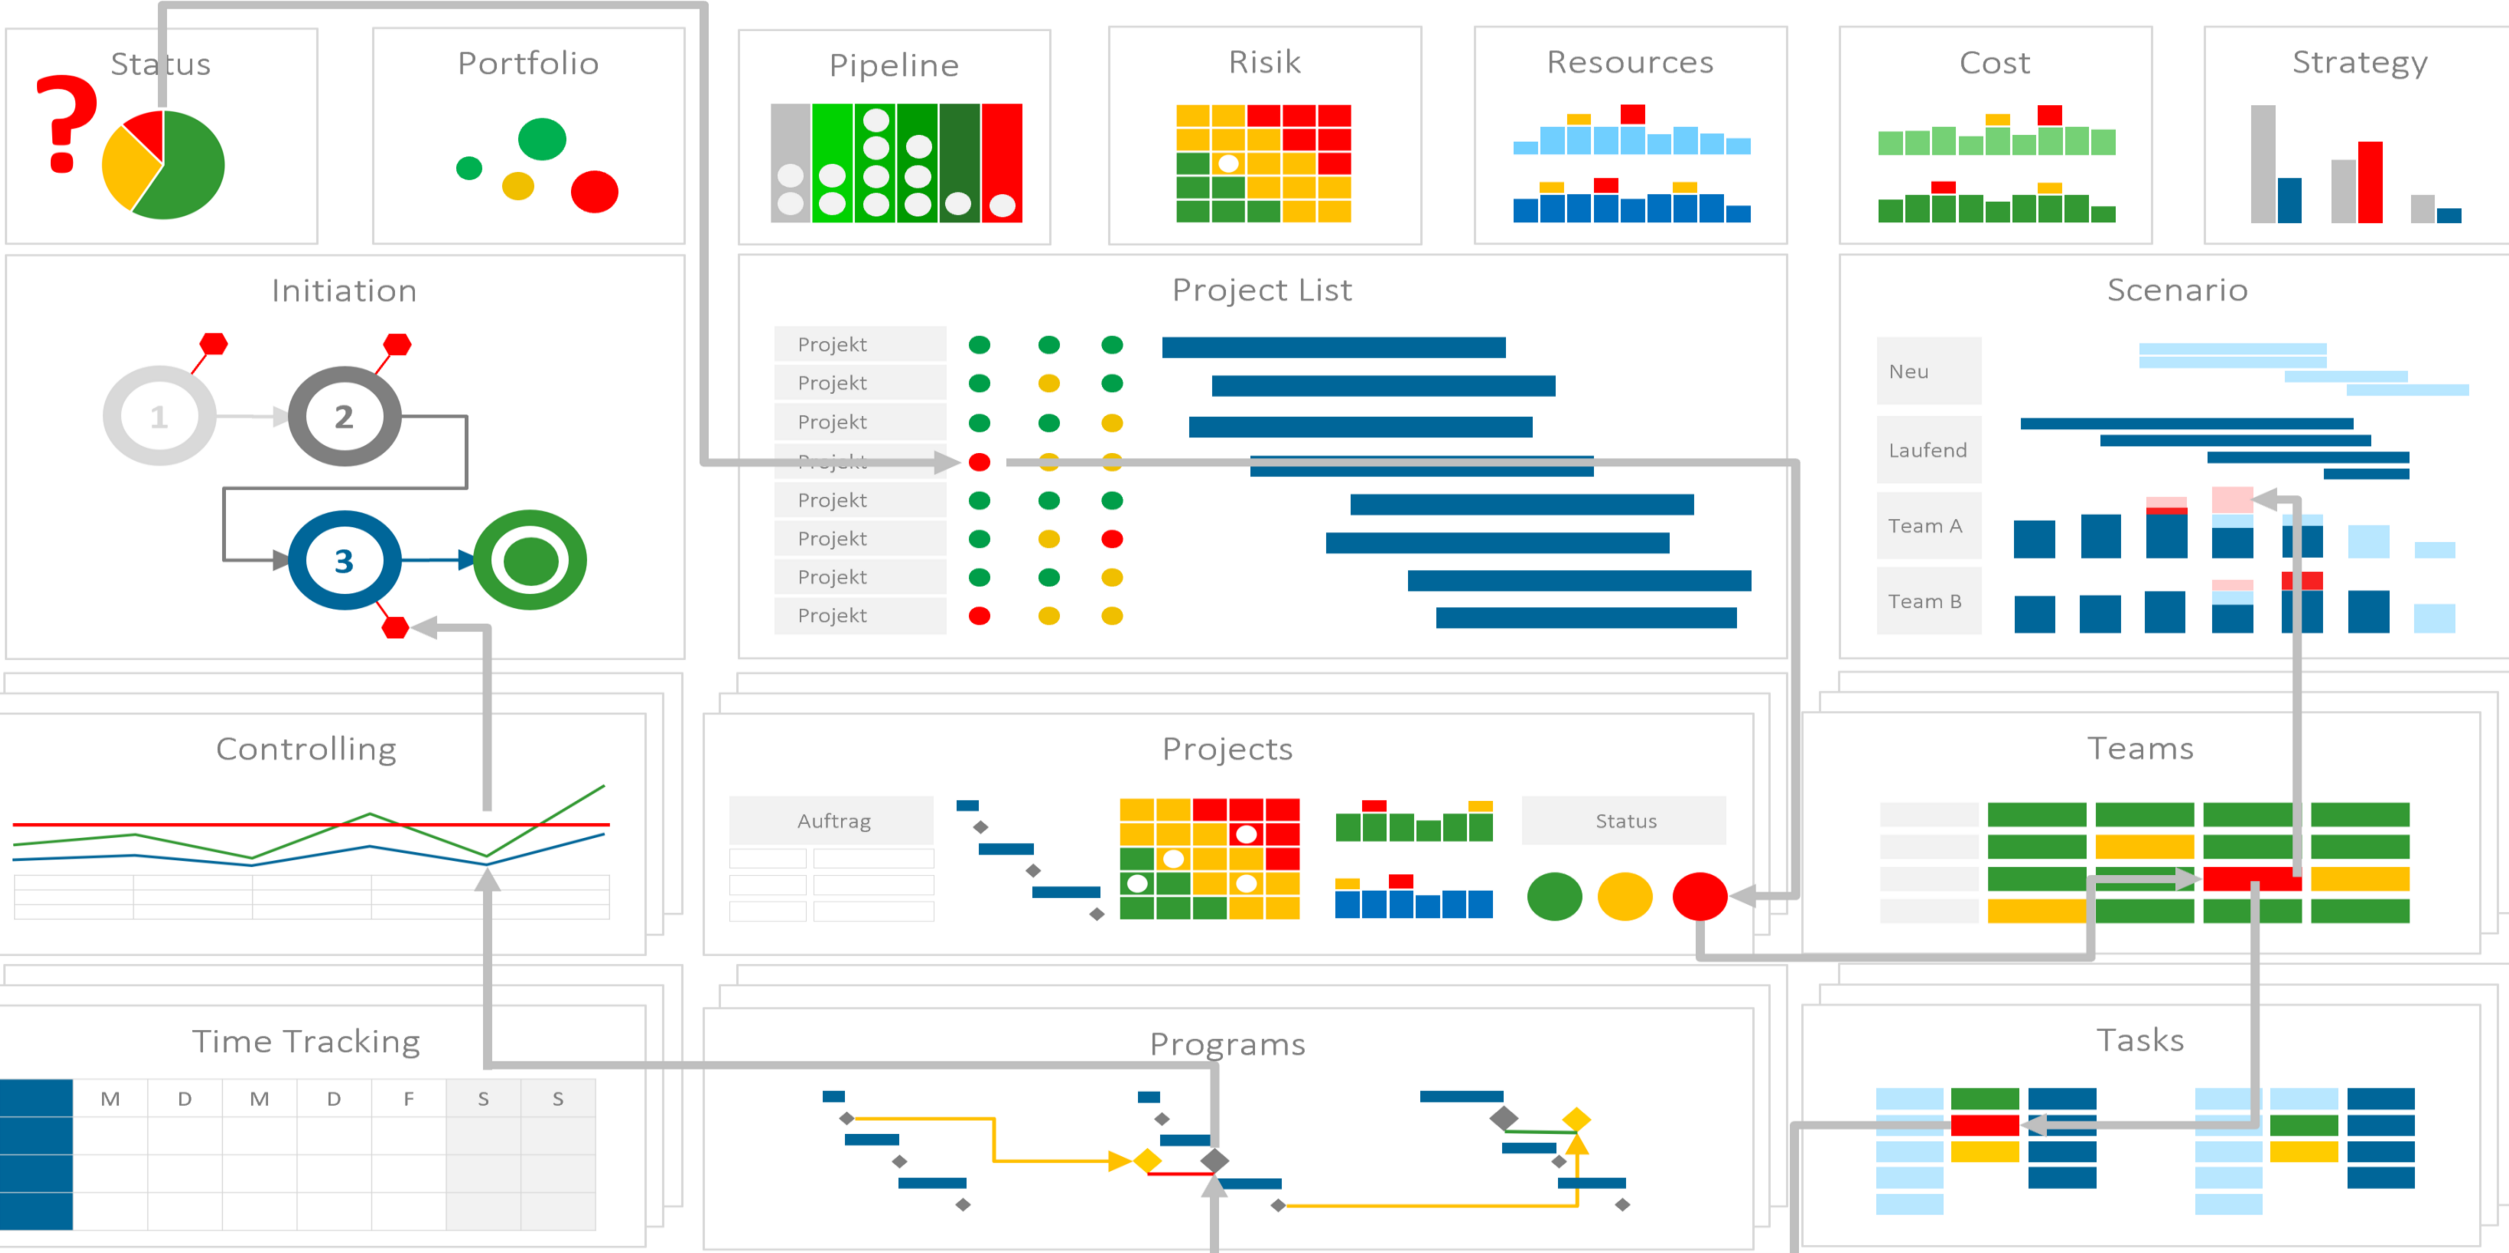 Status
?
Portfolio
Pipeline
Risik
Resources
Cost
Strategy
Initiation
1
2
3
Project List
Projekt
Projekt
Projekt
Projekt
Projekt
Projekt
Projekt
Projekt
Scenario
Neu
Laufend
Team A
Team B
Controlling
Projects
Auftrag
Status
Teams
Time Tracking
M D M D F S S
Programs
Tasks